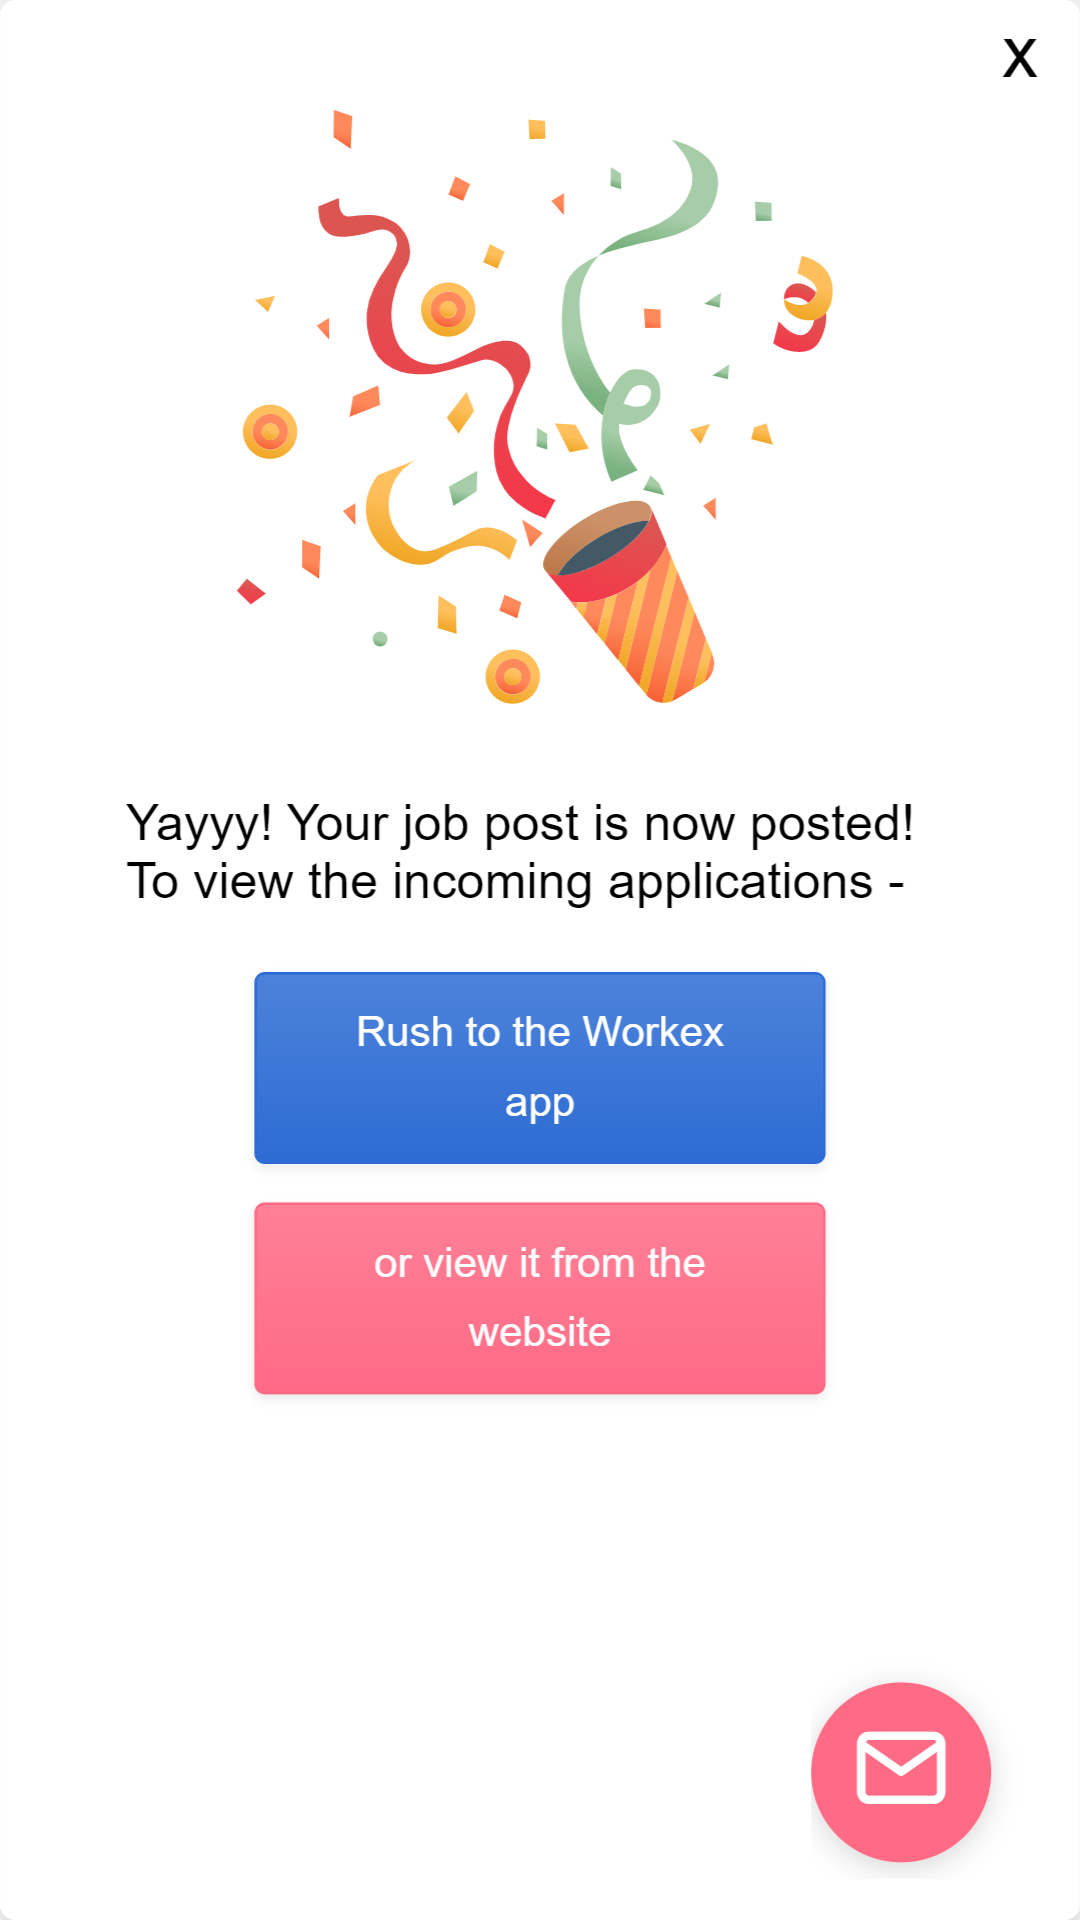 X
Yayyy! Your job post is now posted!
To view the incoming applications -
Rush to the Workex
app
or view it from the
website